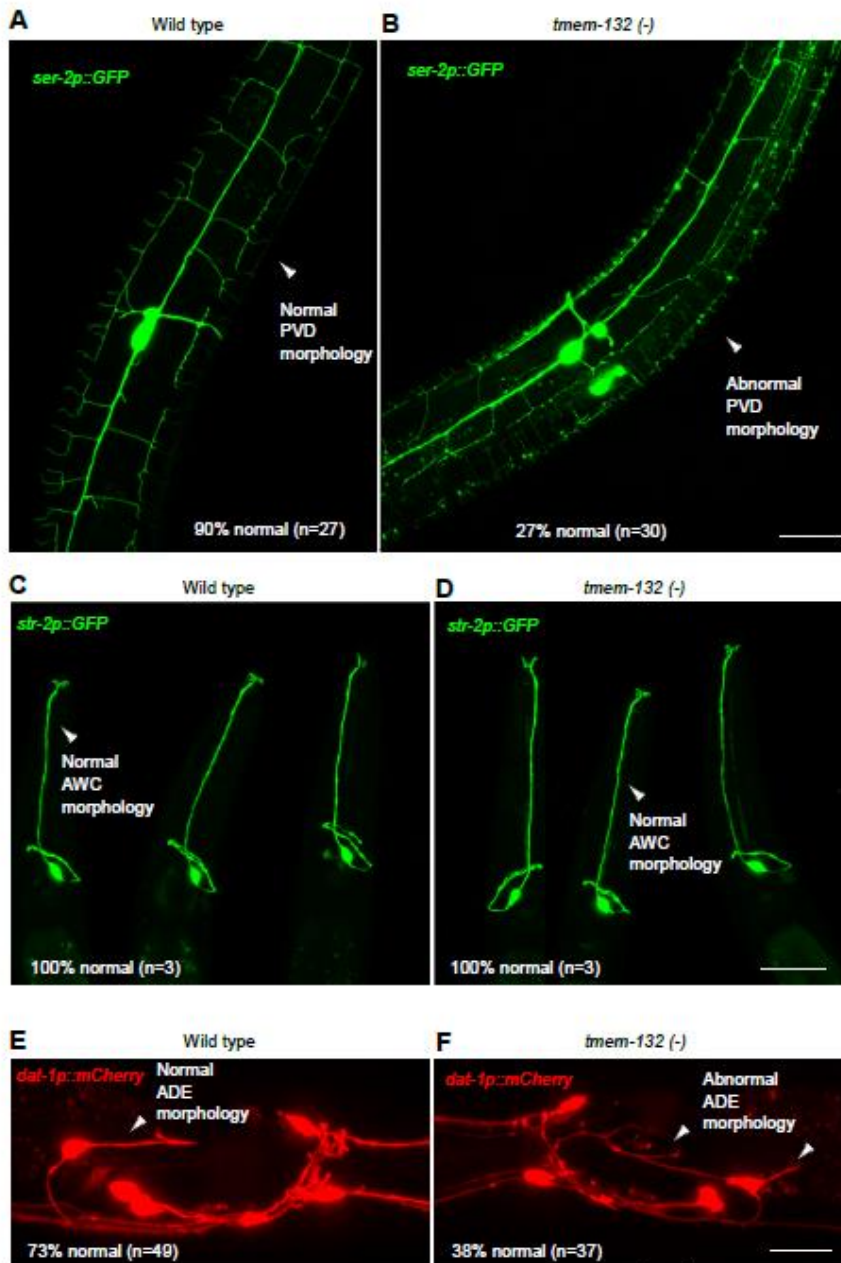 A
Wild type
ser-2p::GFP
Normal
PVD
morphology
90% normal (n=27)
B
tmem-132 (-)
ser-2p::GFP
Abnormal
PVD
morphology
27% normal (n=30)
C
Wild type
str-2p::GFP
Normal
AWC
morphology
100% normal (n=3)
D
tmem-132 (-)
str-2p::GFP
Normal
AWC
morphology
100% normal (n=3)
E
Wild type
dat-1p::mCherry
Normal
ADE
morphology
73% normal (n=49)
F
tmem-132 (-)
dat-1p::mCherry
Abnormal
ADE
morphology
38% normal (n=37)